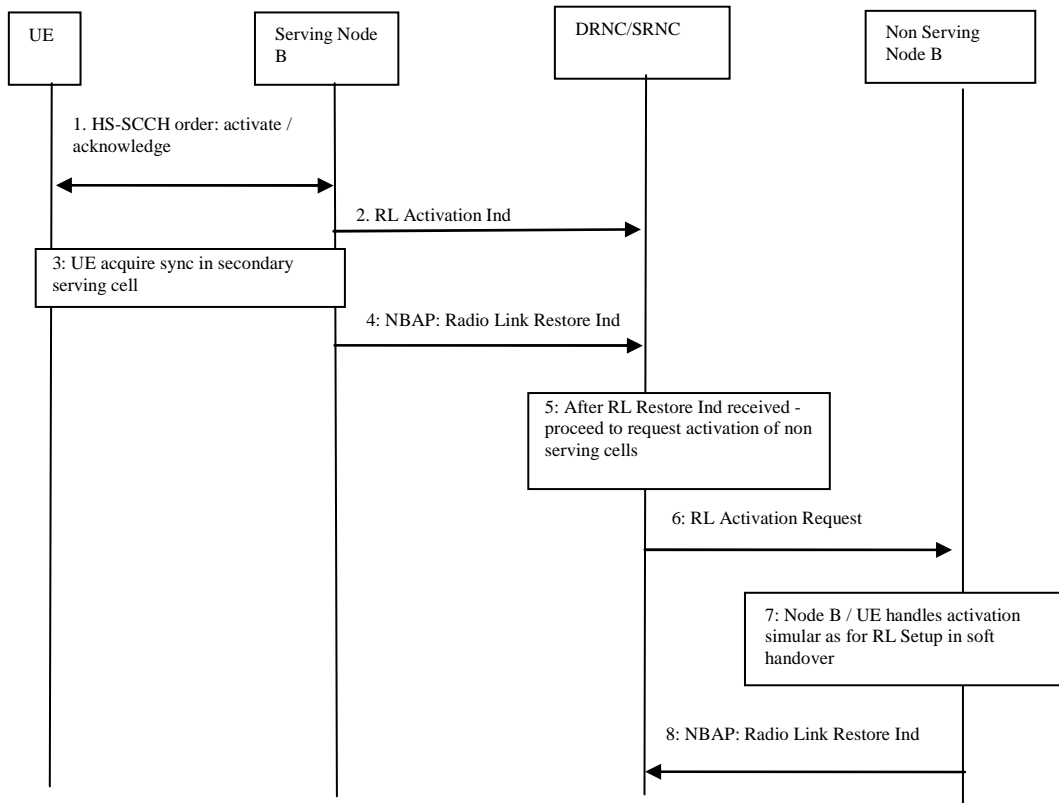 UE
Serving Node
B
DRNC/SRNC
Non Serving
Node B
1. HS-SCCH order: activate /
acknowledge
2. RL Activation Ind
3: UE acquire sync in secondary
serving cell
4: NBAP: Radio Link Restore Ind
5: After RL Restore Ind received -
proceed to request activation of non
serving cells
6: RL Activation Request
7: Node B / UE handles activation
simular as for RL Setup in soft
handover
8: NBAP: Radio Link Restore Ind